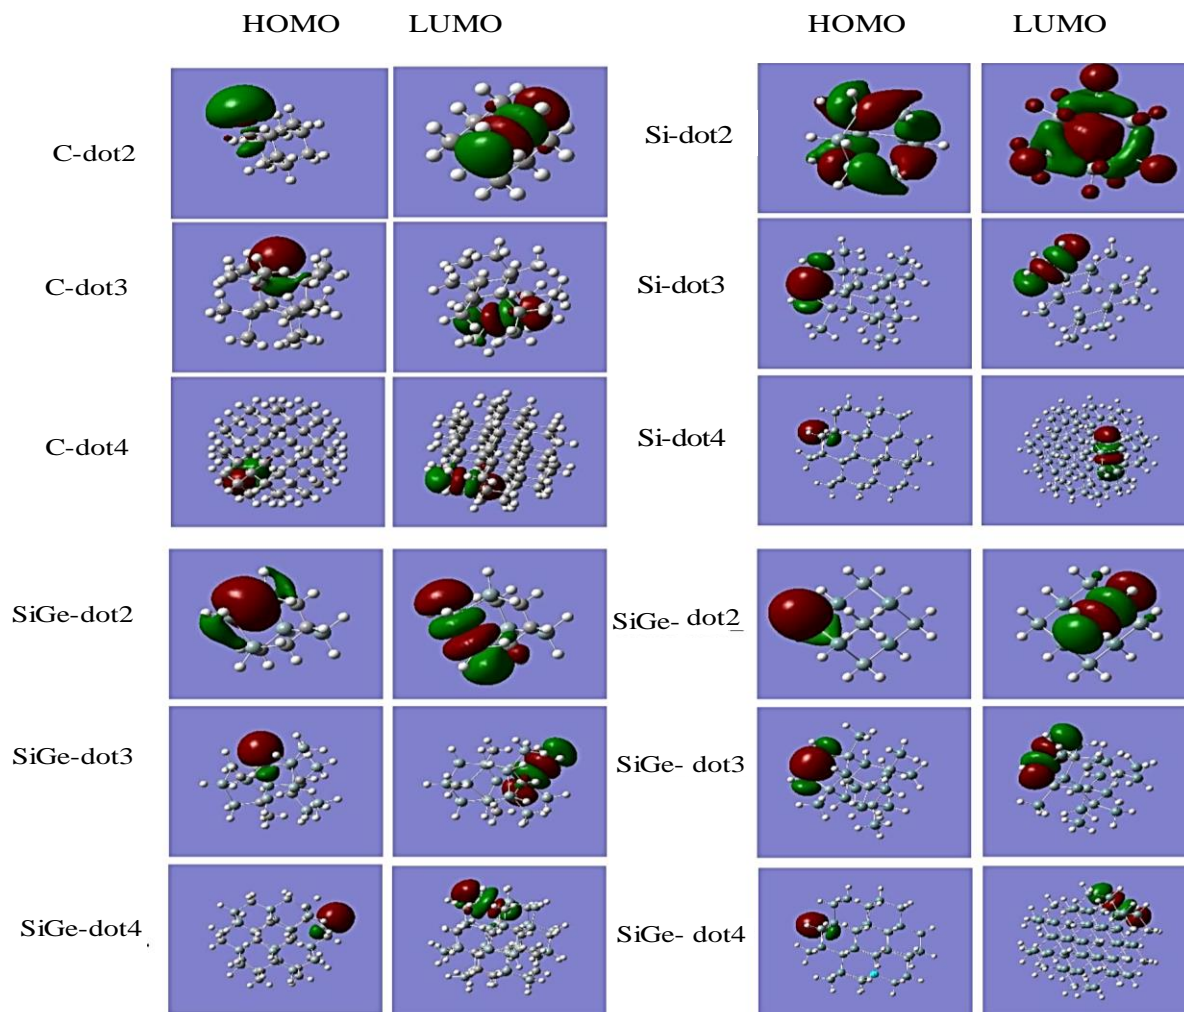 HOMO LUMO HOMO LUMO
C-dot2 Si-dot2
C-dot3 Si-dot3
C-dot4 Si-dot4
SiGe-dot2 SiGe- dot2_
SiGe-dot3 SiGe- dot3
SiGe-dot4. SiGe- dot4